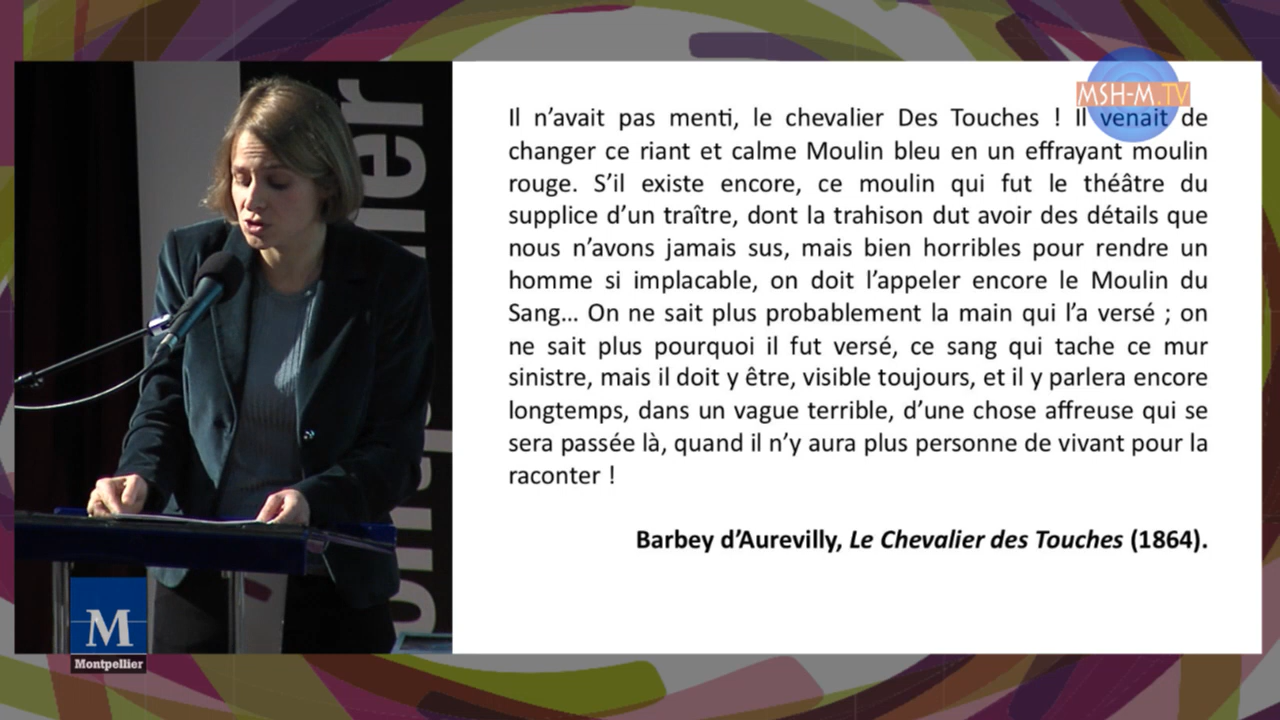 MSH-M.TV
Il n’avait pas menti, le chevalier Des Touches ! Il venait de
changer ce riant et calme Moulin bleu en un effrayant moulin
rouge. S’il existe encore, ce moulin qui fut le théâtre du
supplice d’un traître, dont la trahison dut avoir des détails que
nous n’avons jamais sus, mais bien horribles pour rendre un
homme si implacable, on doit l’appeler encore le Moulin du
Sang… On ne sait plus probablement la main qui l’a versé ; on
ne sait plus pourquoi il fut versé, ce sang qui tache ce mur
sinistre, mais il doit y être, visible toujours, et il y parlera encore
longtemps, dans un vague terrible, d’une chose affreuse qui se
sera passée là, quand il n’y aura plus personne de vivant pour la
raconter !
Barbey d’Aurevilly, Le Chevalier des Touches (1864).
M
Montpellier